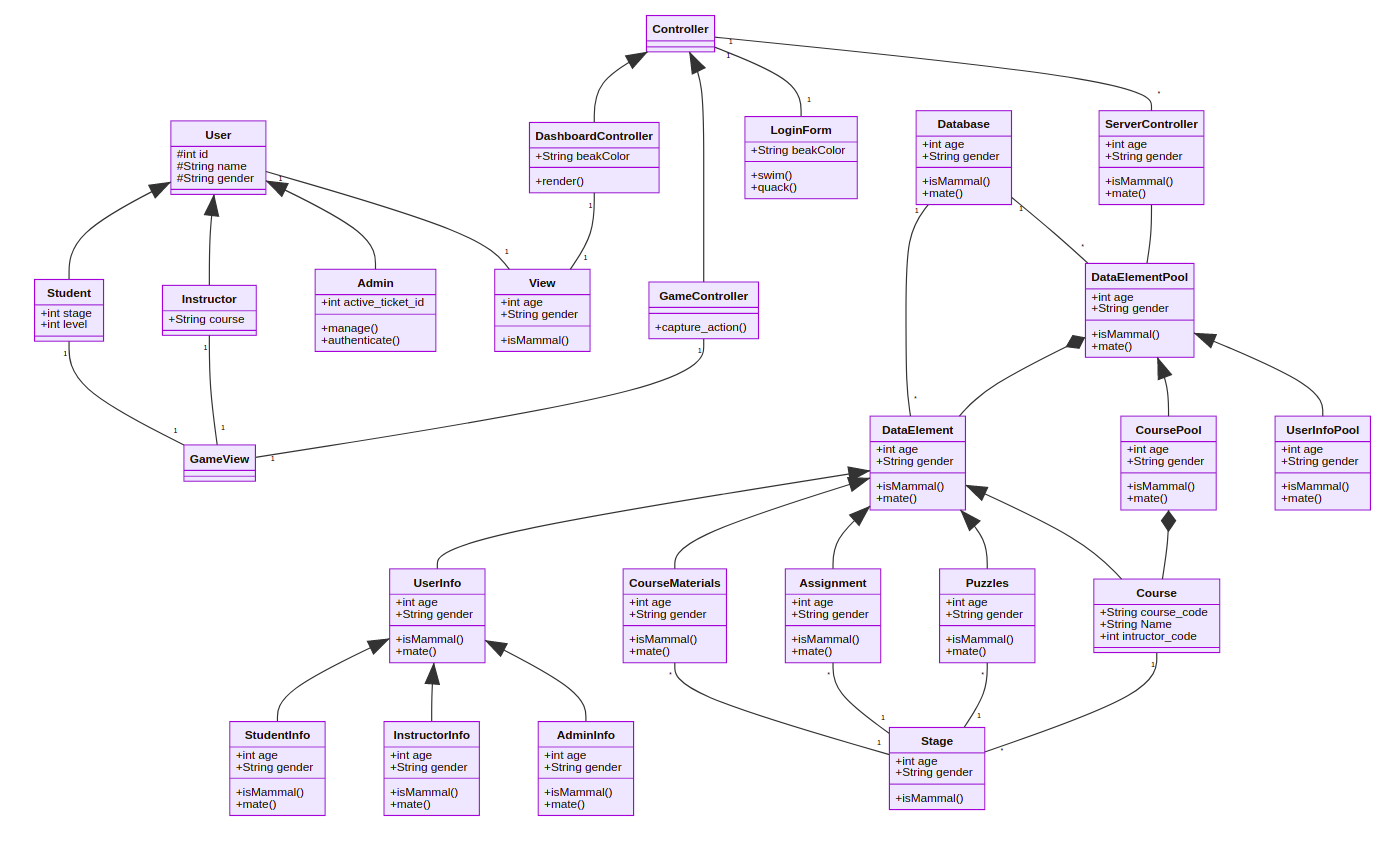 Controller
1
1
*
1
User
#int id
#String name
#String gender
1
1
DashboardController
+String beakColor
+render()
1
1
LoginForm
+String beakColor
+swim()
+quack()
Database
+int age
+String gender
+isMammal()
+mate()
1
1
*
*
ServerController
+int age
+String gender
+isMammal()
+mate()
Student
+int stage
+int level
1
1
Instructor
+String course
1
1
Admin
+int active_ticket_id
+manage()
+authenticate()
View
+int age
+String gender
+isMammal()
GameController
+capture_action()
1
1
DataElementPool
+int age
+String gender
+isMammal()
+mate()
GameView
DataElement
+int age
+String gender
+isMammal()
+mate()
CoursePool
+int age
+String gender
+isMammal()
+mate()
UserInfoPool
+int age
+String gender
+isMammal()
+mate()
UserInfo
+int age
+String gender
+isMammal()
+mate()
CourseMaterials
+int age
+String gender
+isMammal()
+mate()
*
1
Assignment
+int age
+String gender
+isMammal()
+mate()
*
1
Puzzles
+int age
+String gender
+isMammal()
+mate()
*
1
Course
+String course_code
+String Name
+int intructor_code
1
*
StudentInfo
+int age
+String gender
+isMammal()
+mate()
InstructorInfo
+int age
+String gender
+isMammal()
+mate()
AdminInfo
+int age
+String gender
+isMammal()
+mate()
Stage
+int age
+String gender
+isMammal()